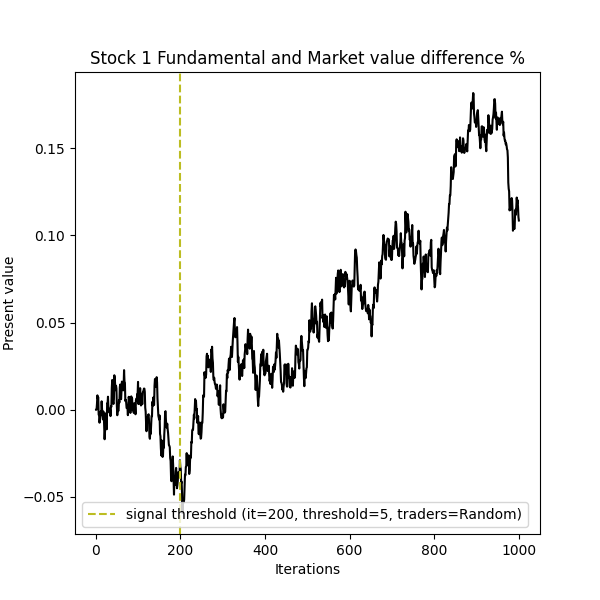 Stock 1 Fundamental and Market value difference %
Present value
0.15
0.10
0.05
0.00
−0.05
signal threshold (it=200, threshold=5, traders=Random)
0 200 400 600 800 1000
Iterations